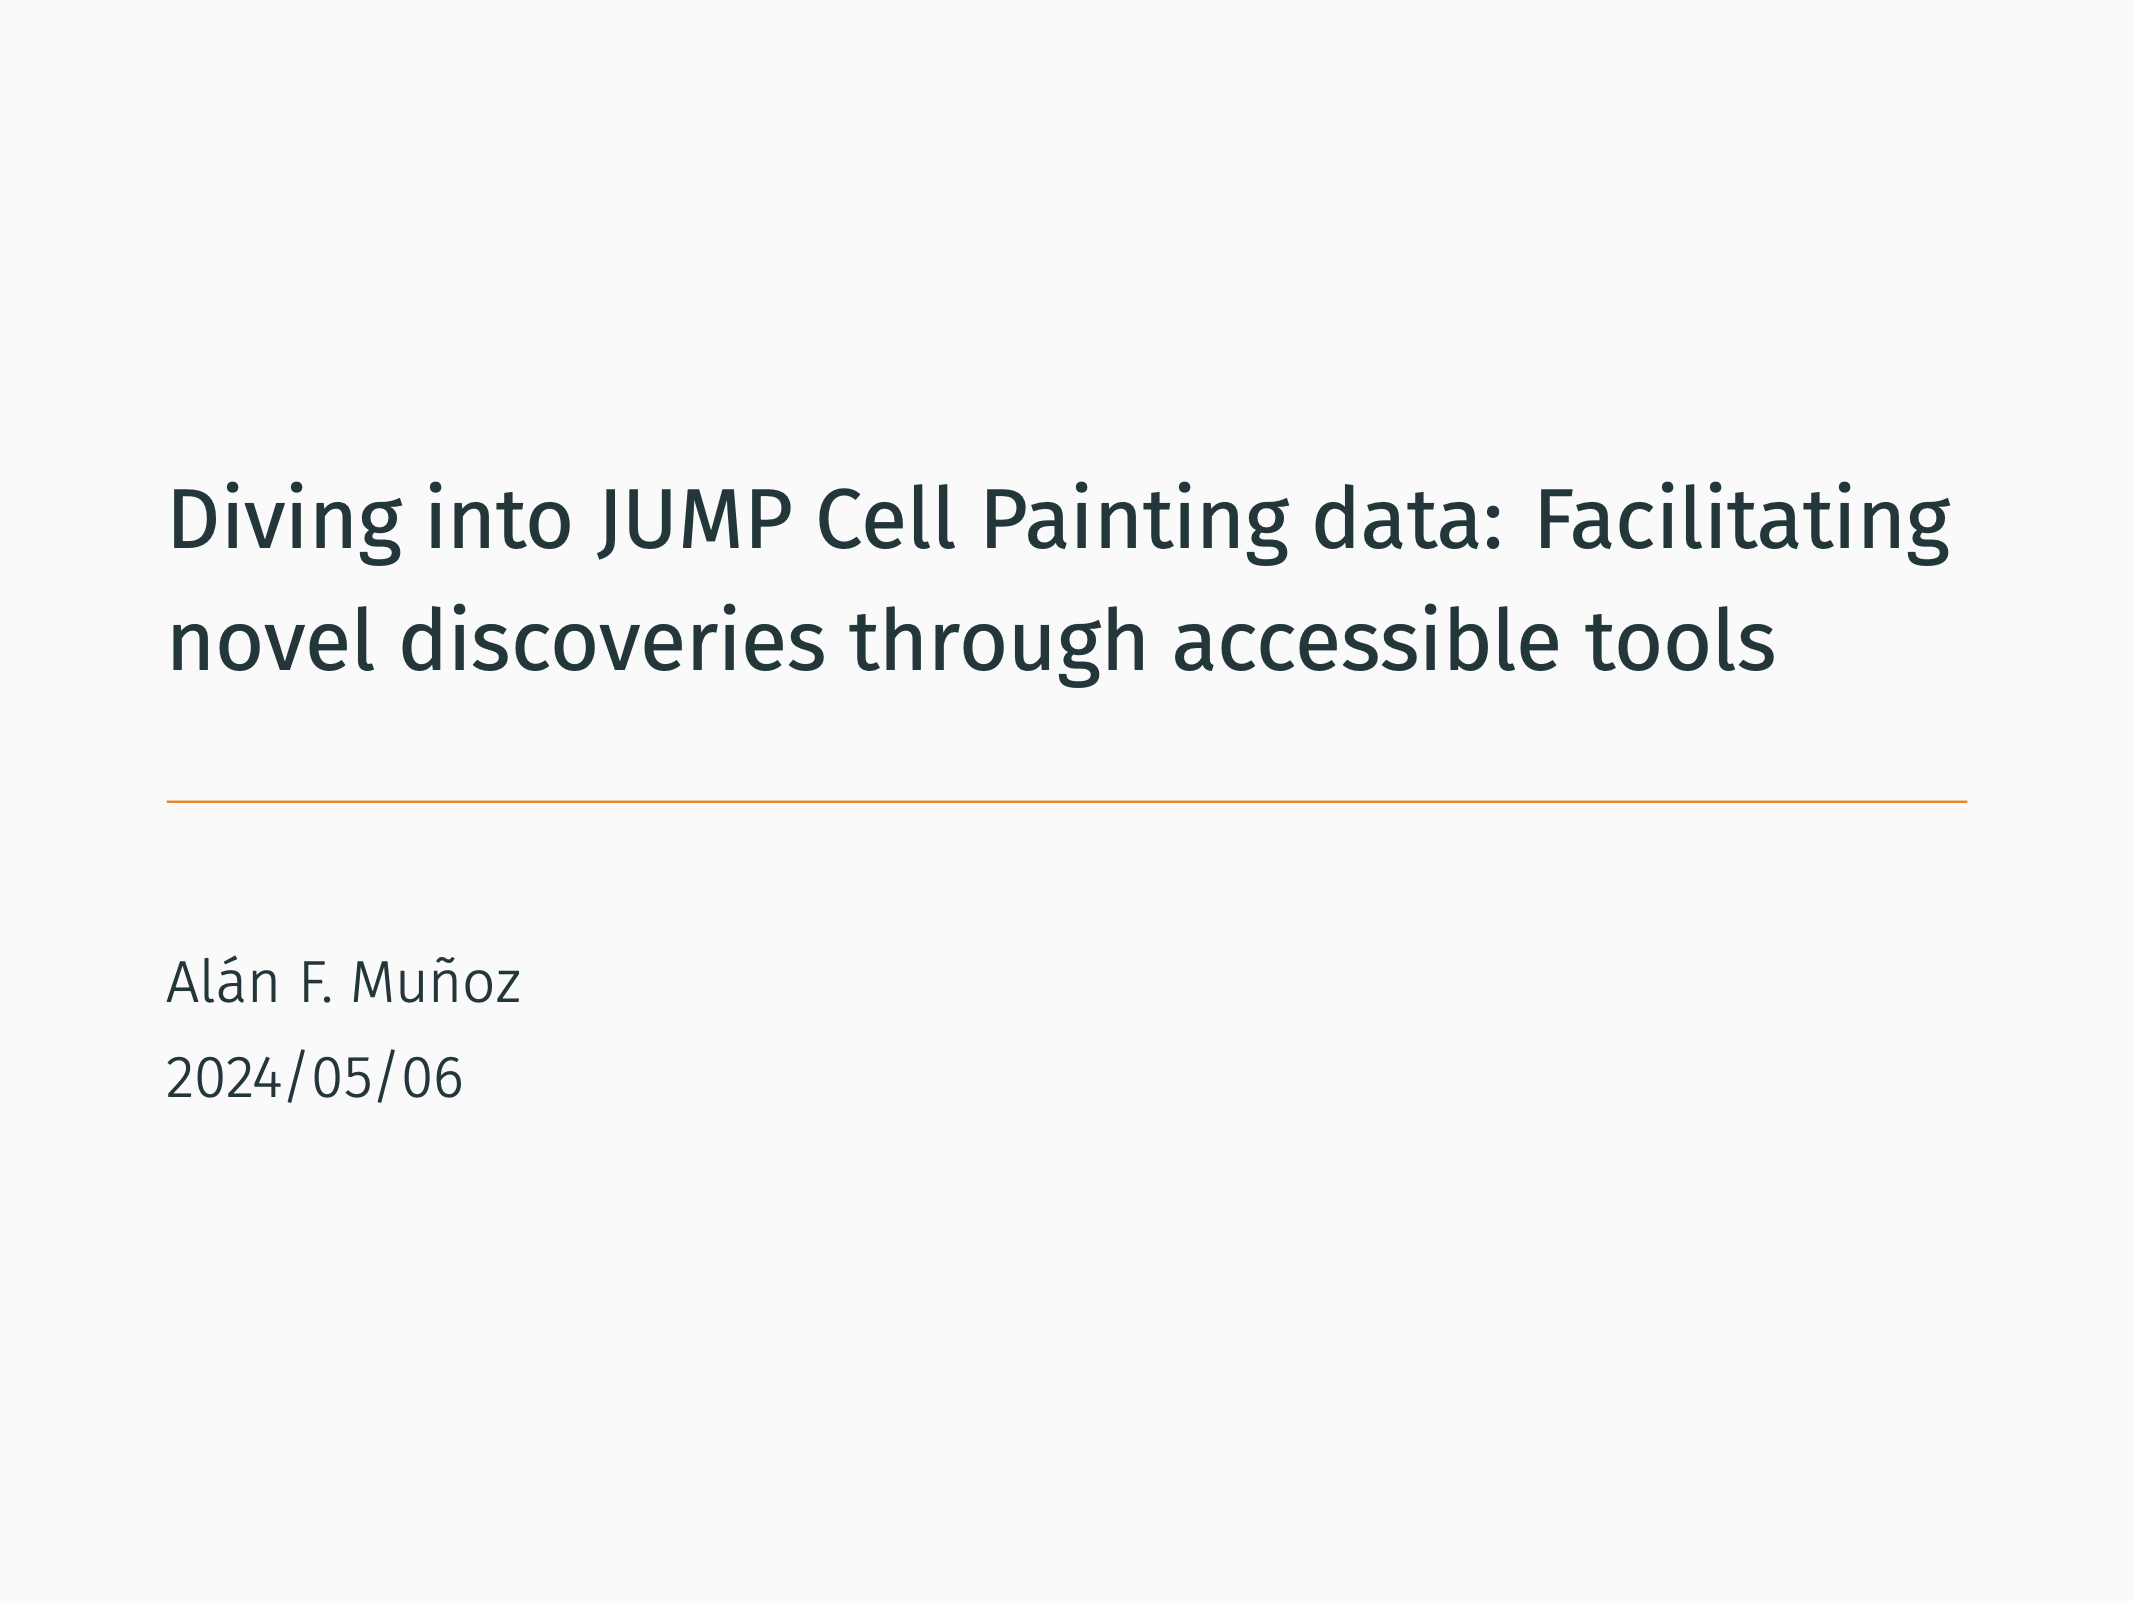 Diving into JUMP Cell Painting data: Facilitating
novel discoveries through accessible tools
Alán F. Muñoz
2024/05/06